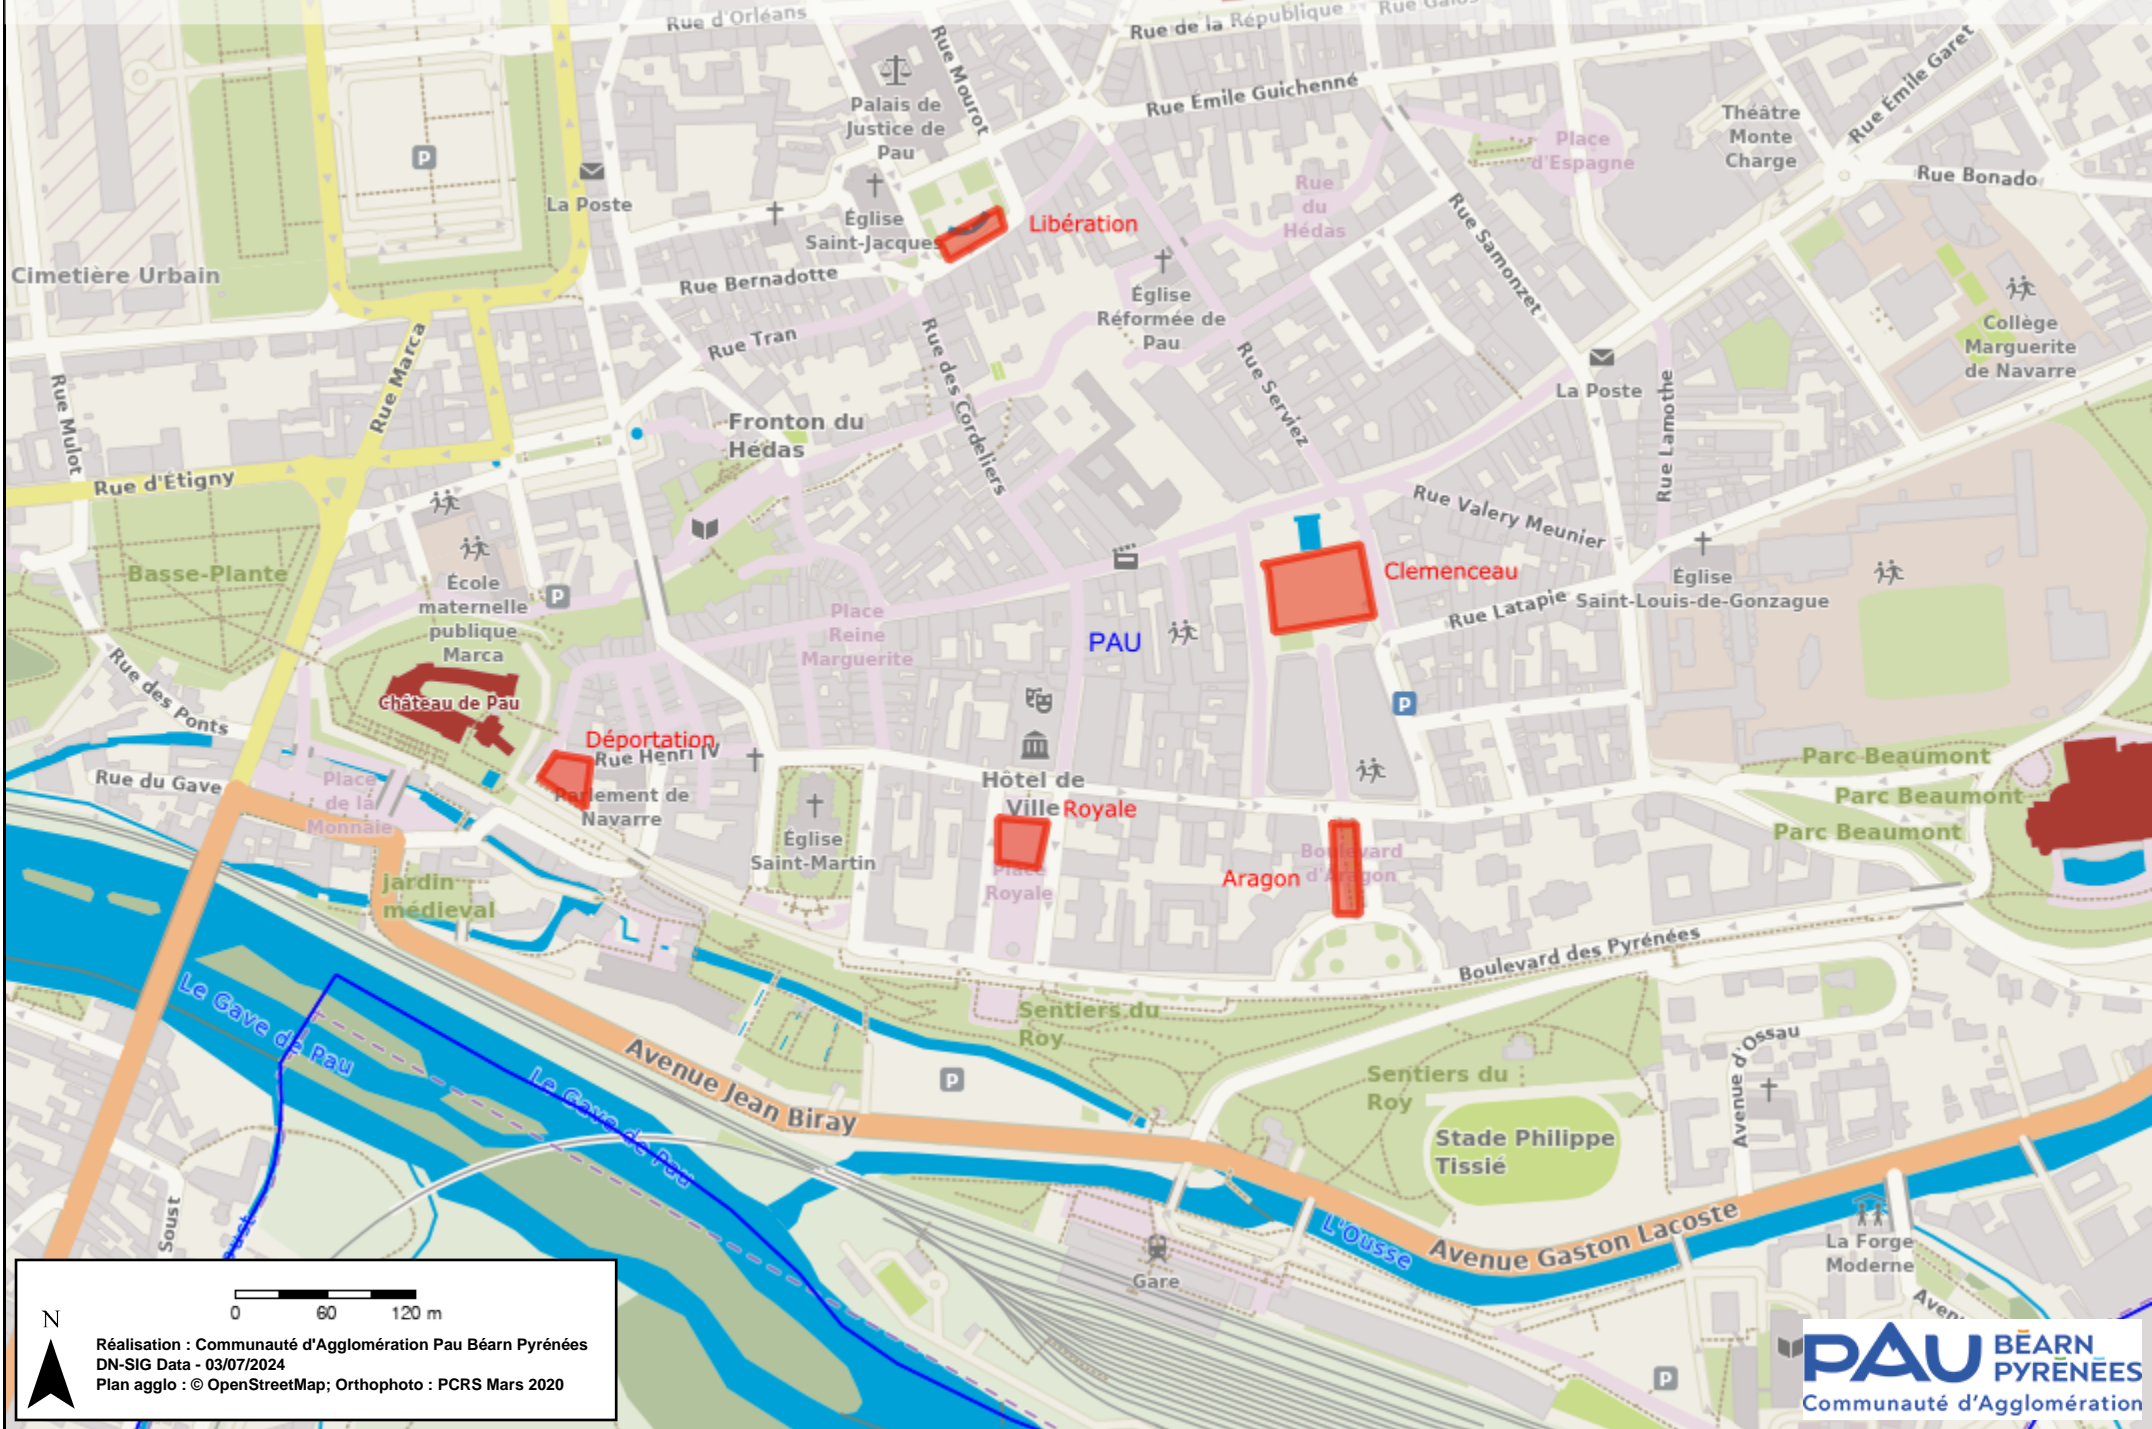 Rue d'Orléans
Rue Mourot
Rue de la République
Rue Émile Guichenné
Palais de
Justice de
Pau
Théâtre
Monte
Charge
Rue Émile Garet
Place
d'Espagne
P
Rue Bonado
La Poste
Rue
du
Hédas
Rue Samonzet
Église
Saint-Jacques
Libération
Cimetière Urbain
Rue Bernadotte
Église
Réformée de
Pau
Collège
Marguerite
de Navarre
Rue Tran
Rue des Cordeliers
Rue Marca
Rue Mulot
Rue Serviez
La Poste
Rue Lamothe
Fronton du
Hédas
Rue d'Étigny
Rue Valery Meunier
Basse-Plante
École
maternelle
publique
Marca
P
Clemenceau
Église
Saint-Louis-de-Gonzague
Rue Latapie
Place
Reine
Marguerite
PAU
Rue des Ponts
Château de Pau
P
Déportation
Rue Henri IV
Parc Beaumont
Parc Beaumont
Parc Beaumont
Rue du Gave
Place
de la
Monnaie
Parlement de
Navarre
Hôtel de
Ville
Royale
Église
Saint-Martin
Place
Royale
Boulevard
d'Aragon
Aragon
Jardin
médiéval
Boulevard des Pyrénées
Le Gave de Pau
Sentiers du
Roy
Avenue d'Ossau
Le Gave de Pau
Avenue Jean Biray
P
Sentiers du
Roy
Stade Philippe
Tissié
Soust
L'Ousse
Avenue Gaston Lacoste
La Forge
Moderne
Gare
P
N
0 60 120 m
Réalisation : Communauté d'Agglomération Pau Béarn Pyrénées
DN-SIG Data - 03/07/2024
Plan agglo : © OpenStreetMap; Orthophoto : PCRS Mars 2020
PAU BÉARN
PYRÉNÉES
Communauté d'Agglomération